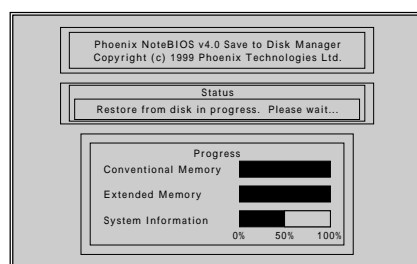 Phoenix NoteBIOS v4.0 Save to Disk Manager
Copyright (c) 1999 Phoenix Technologies Ltd.
Status
Restore from disk in progress. Please wait...
Progress
Conventional Memory
Extended Memory
System Information
0% 50% 100%